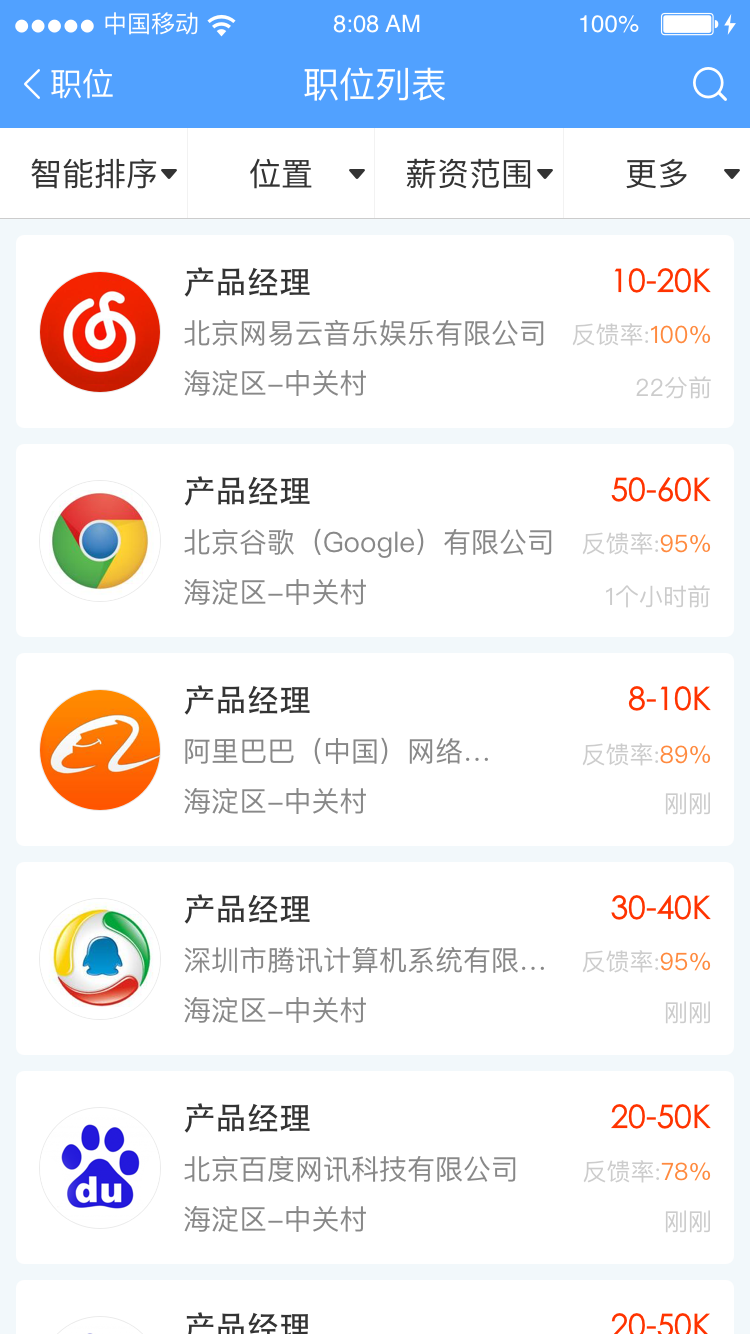 中国移动 8:08 AM 100%
职位 职位列表
智能排序 位置 薪资范围 更多
产品经理 10-20K
北京网易云音乐娱乐有限公司 反馈率:100%
海淀区–中关村 22分前
产品经理 50-60K
北京谷歌（Google）有限公司 反馈率:95%
海淀区–中关村 1个小时前
产品经理 8-10K
阿里巴巴（中国）网络... 反馈率:89%
海淀区–中关村 刚刚
产品经理 30-40K
深圳市腾讯计算机系统有限... 反馈率:95%
海淀区–中关村 刚刚
du
产品经理 20-50K
北京百度网讯科技有限公司 反馈率:78%
海淀区–中关村 刚刚
产品经理 20-50K